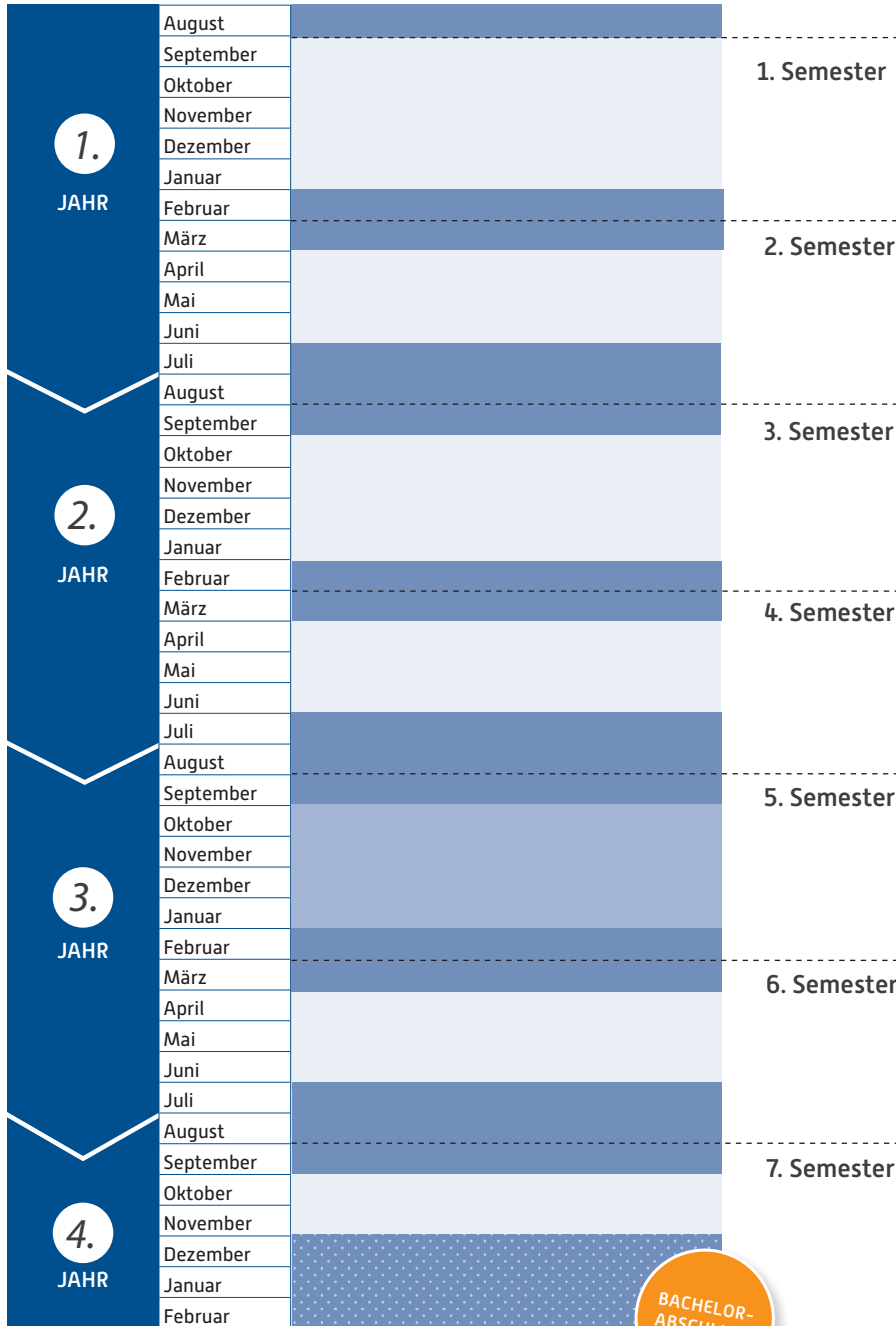 August
September
1. Semester
Oktober
November
1.
Dezember
Januar
JAHR
Februar
März
2. Semester
April
Mai
Juni
Juli
August
September
3. Semester
Oktober
November
2.
Dezember
Januar
JAHR
Februar
März
4. Semester
April
Mai
Juni
Juli
August
September
5. Semester
Oktober
November
Dezember
3.
Januar
JAHR
Februar
März
6. Semester
April
Mai
Juni
Juli
August
September
7. Semester
Oktober
November
4.
Dezember
JAHR
Januar
BACHELOR-
Februar